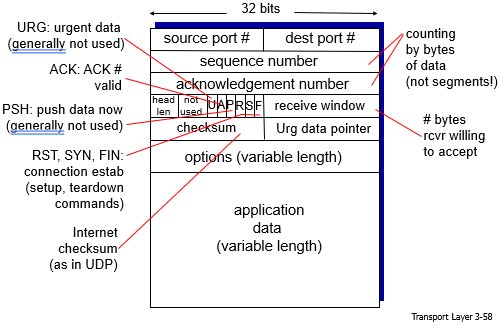 32 bits
URG: urgent data
(generally not used)
ACK: ACK #
valid
PSH: push data now
(generally not used)
RST, SYN, FIN:
connection estab
(setup, teardown
commands)
Internet
checksum
(as in UDP)
source port #
dest port #
sequence number
acknowledgement number
head
len
not
used
U A P R S F
receive window
checksum
Urg data pointer
options (variable length)
application
data
(variable length)
counting
by bytes
of data
(not segments!)
# bytes
rcvr willing
to accept
Transport Layer 3-58